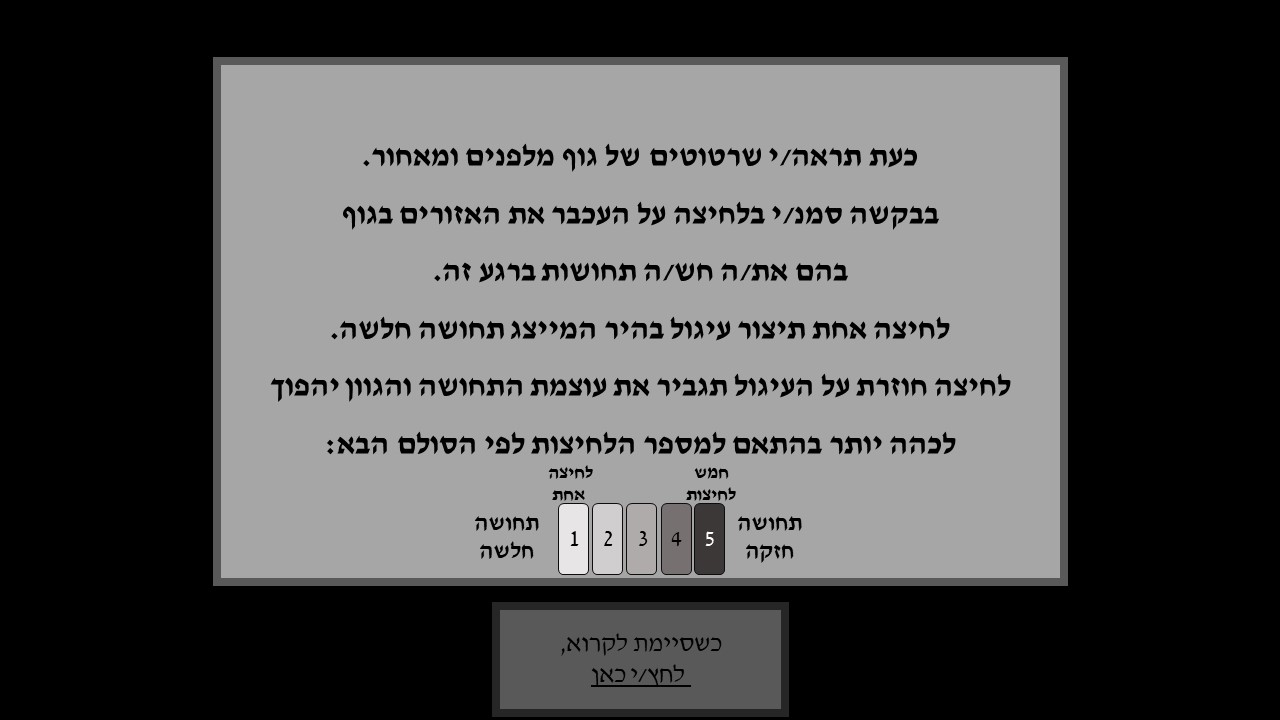 כעת תראה/י שרטוטים של גוף מלפנים ומאחור.
בבקשה סמנ/י בלחיצה על העכבר את האזורים בגוף
בהם את/ה חש/ה תחושות ברגע זה.
לחיצה אחת תיצור עיגול בהיר המייצג תחושה חלשה.
לחיצה חוזרת על העיגול תגביר את עוצמת התחושה והגוון יהפוך
לכהה יותר בהתאם למספר הלחיצות לפי הסולם הבא:
חמש
לחיצות
לחיצה
אחת
תחושה
חזקה
1 2 3 4 5
תחושה
חלשה
כשסיימת לקרוא,
לחץ/י כאן